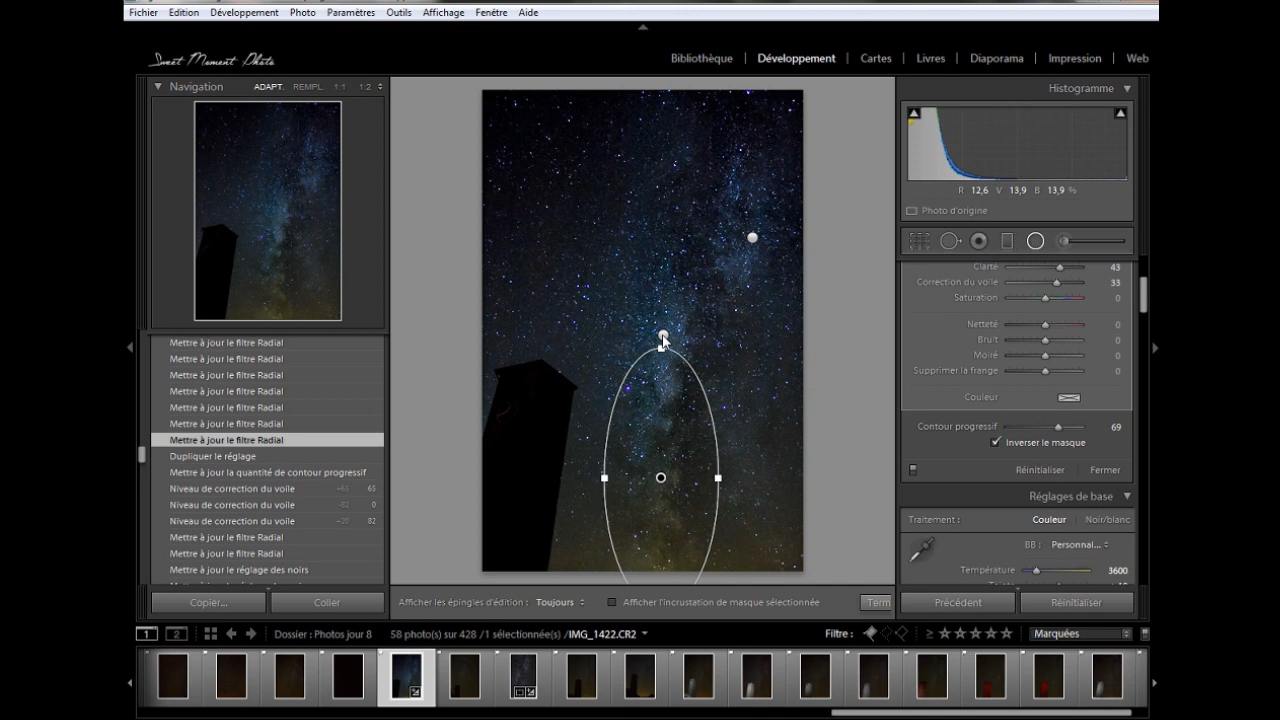 Fichier Edition Développement Photo Paramètres Outils Affichage Fenêtre Aide
Sweet Moment Photo
Bibliothèque | Développement | Cartes | Livres | Diaporama | Impression | Web
Navigation ADAPT. REMPL. 1:1 1:2
Histogramme
R 12,6 V 13,9 B 13,9 %
Photo d'origine
Clarté 43
Correction du voile 33
Saturation 0
Netteté 0
Bruit 0
Moiré 0
Supprimer la frange 0
Couleur
Contour progressif 69
Inverser le masque
Réinitialiser Fermer
Réglages de base
Traitement : Couleur Noir/blanc
BB : Personnal...
Température 3600
Mettre à jour le filtre Radial
Mettre à jour le filtre Radial
Mettre à jour le filtre Radial
Mettre à jour le filtre Radial
Mettre à jour le filtre Radial
Mettre à jour le filtre Radial
Mettre à jour le filtre Radial
Dupliquer le réglage
Mettre à jour la quantité de contour progressif
Niveau de correction du voile +65 65
Niveau de correction du voile -82 0
Niveau de correction du voile +20 82
Mettre à jour le filtre Radial
Mettre à jour le filtre Radial
Mettre à jour le réglage des noirs
Copier... Coller
Afficher les épingles d'édition : Toujours Afficher l'incrustation de masque sélectionnée Term
Précédent Réinitialiser
1 2 Dossier : Photos jour 8 58 photo(s) sur 428 /1 sélectionnée(s) /IMG_1422.CR2 Filtre : ≥ ★★★★★ Marquées